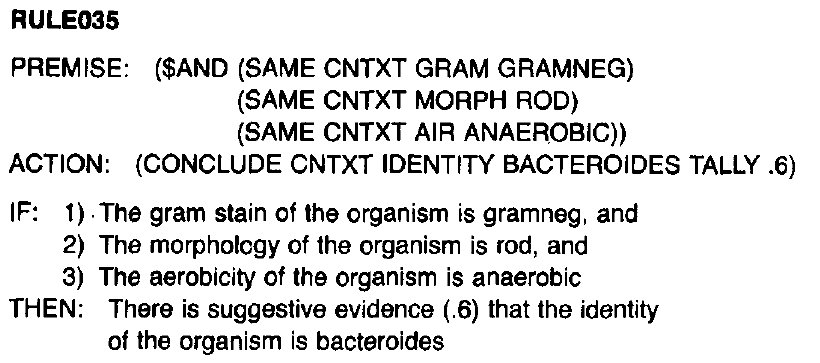 RULE035
PREMISE: ($AND (SAME CNTXT GRAM GRAMNEG)
(SAME CNTXT MORPH ROD)
(SAME CNTXT AIR ANAEROBIC))
ACTION: (CONCLUDE CNTXT IDENTITY BACTEROIDES TALLY .6)
IF: 1) The gram stain of the organism is gramneg, and
2) The morphology of the organism is rod, and
3) The aerobicity of the organism is anaerobic
THEN: There is suggestive evidence (.6) that the identity
of the organism is bacteroides